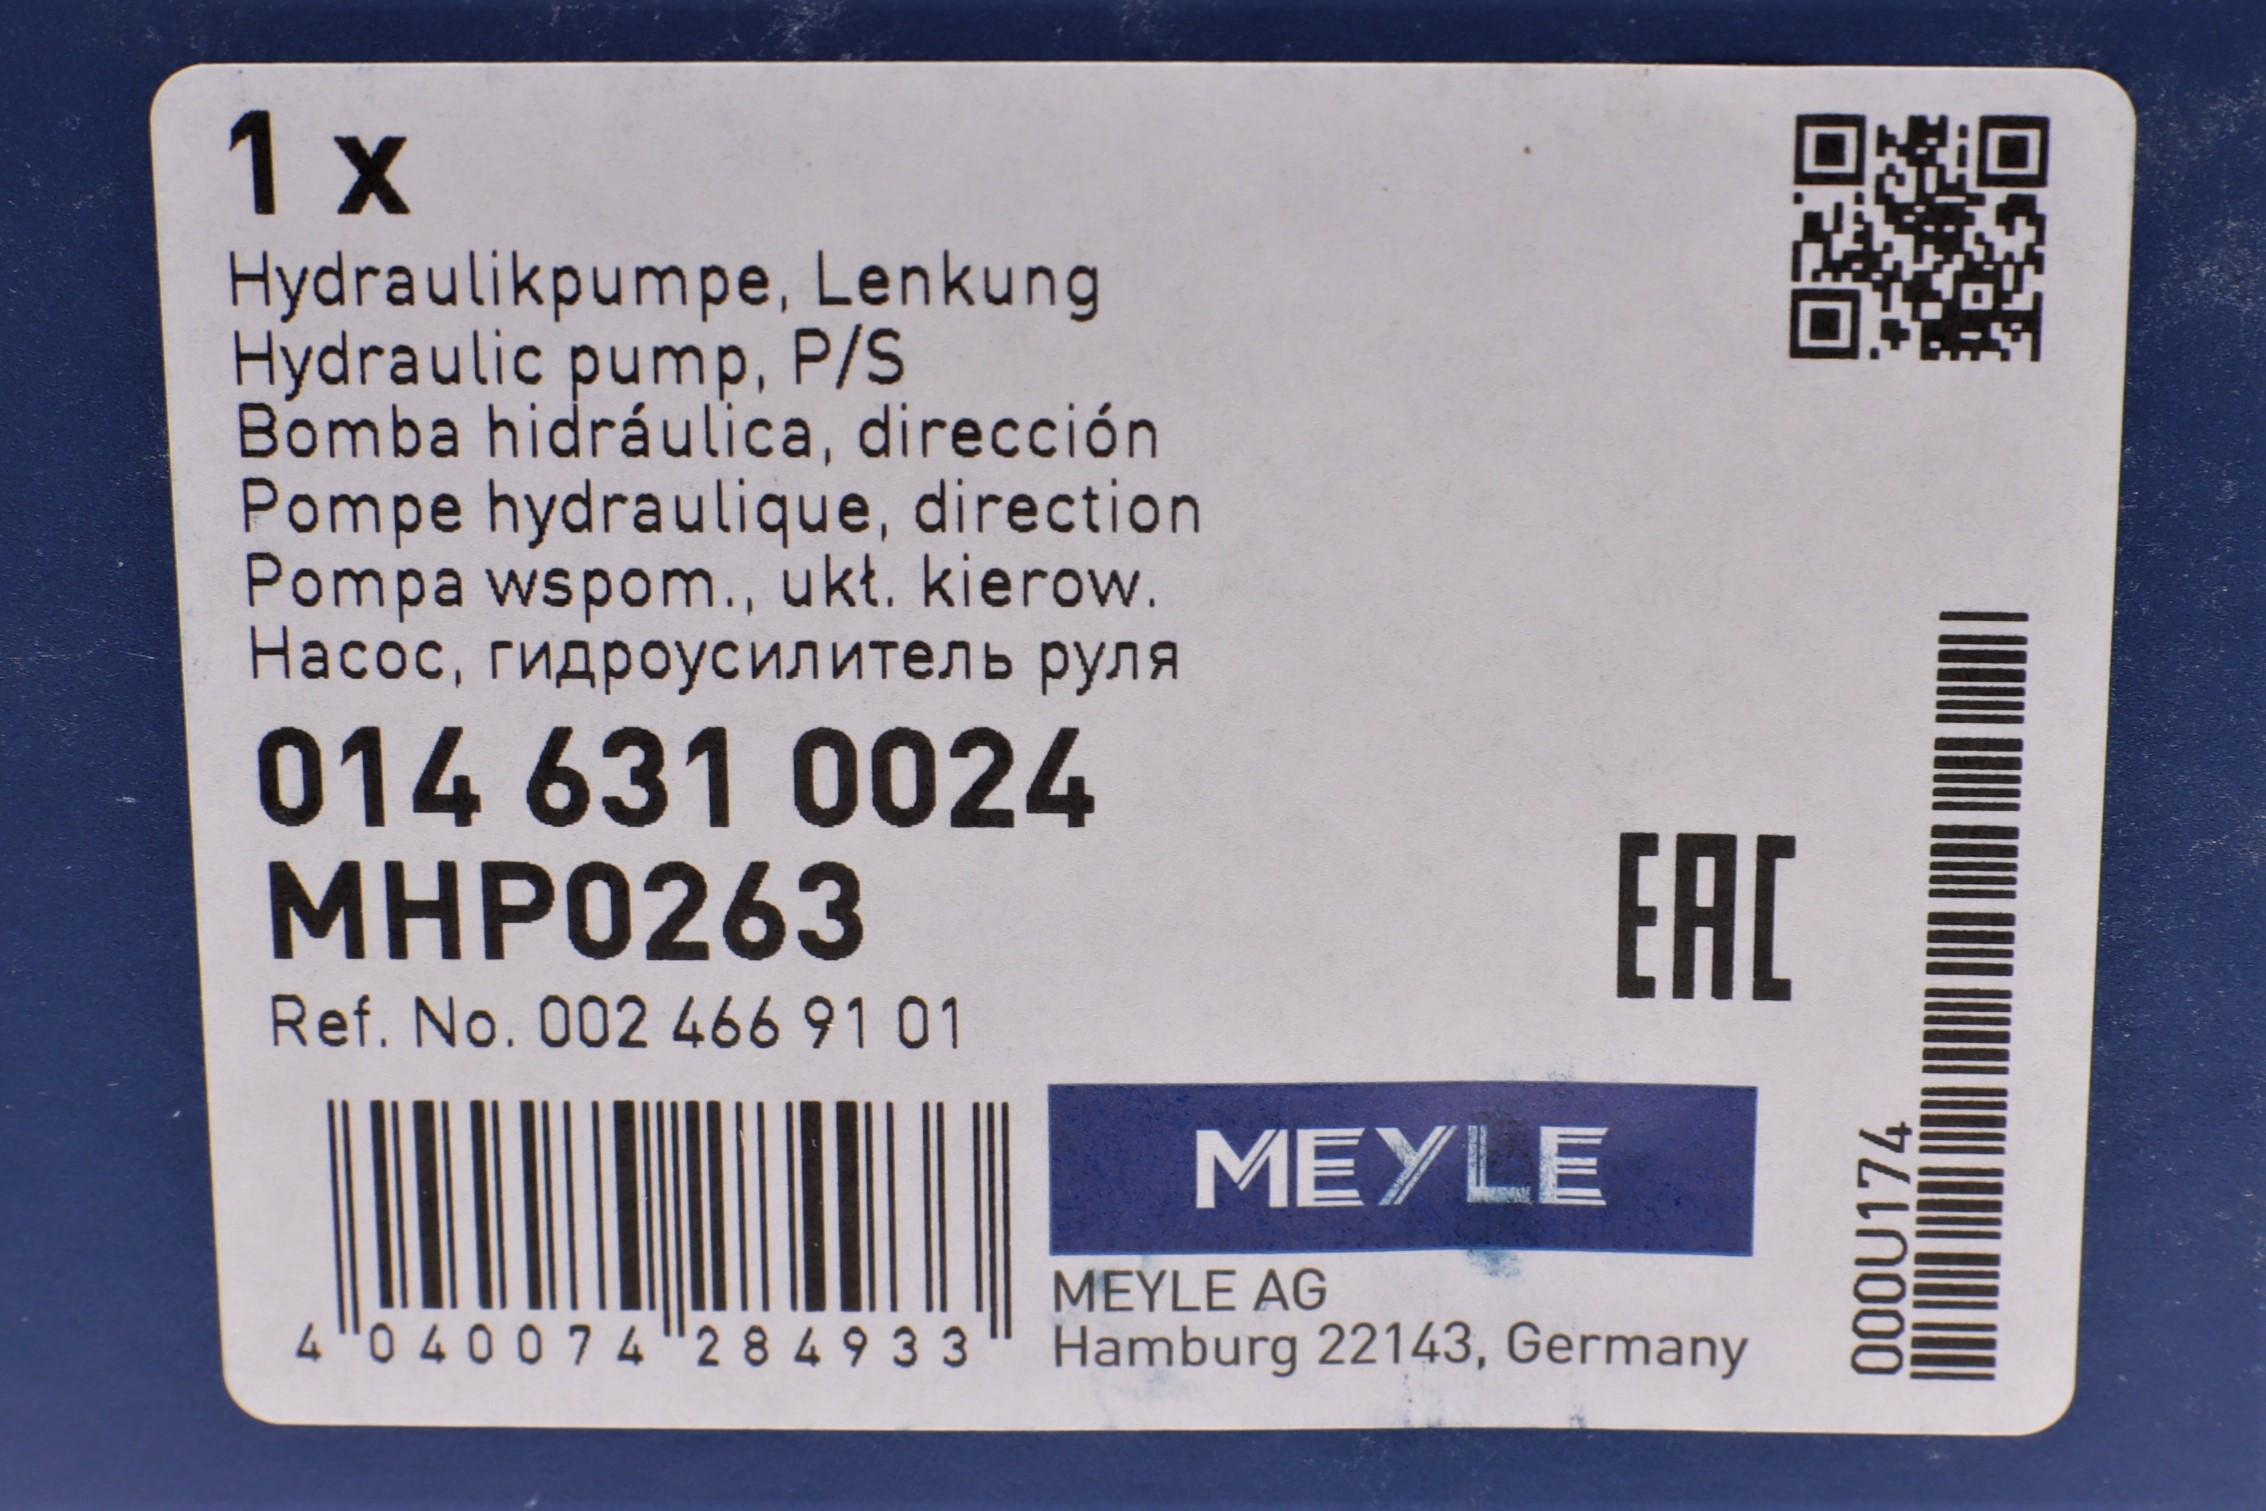 1 x
Hydraulikpumpe, Lenkung
Hydraulic pump, P/S
Bomba hidráulica, dirección
Pompe hydraulique, direction
Pompa wspom., ukł. kierow.
Насос, гидроусилитель руля
014 631 0024
MHP0263
Ref. No. 002 466 91 01
EAC
4 040074 284933
MEYLE
MEYLE AG
Hamburg 22143, Germany
000U174